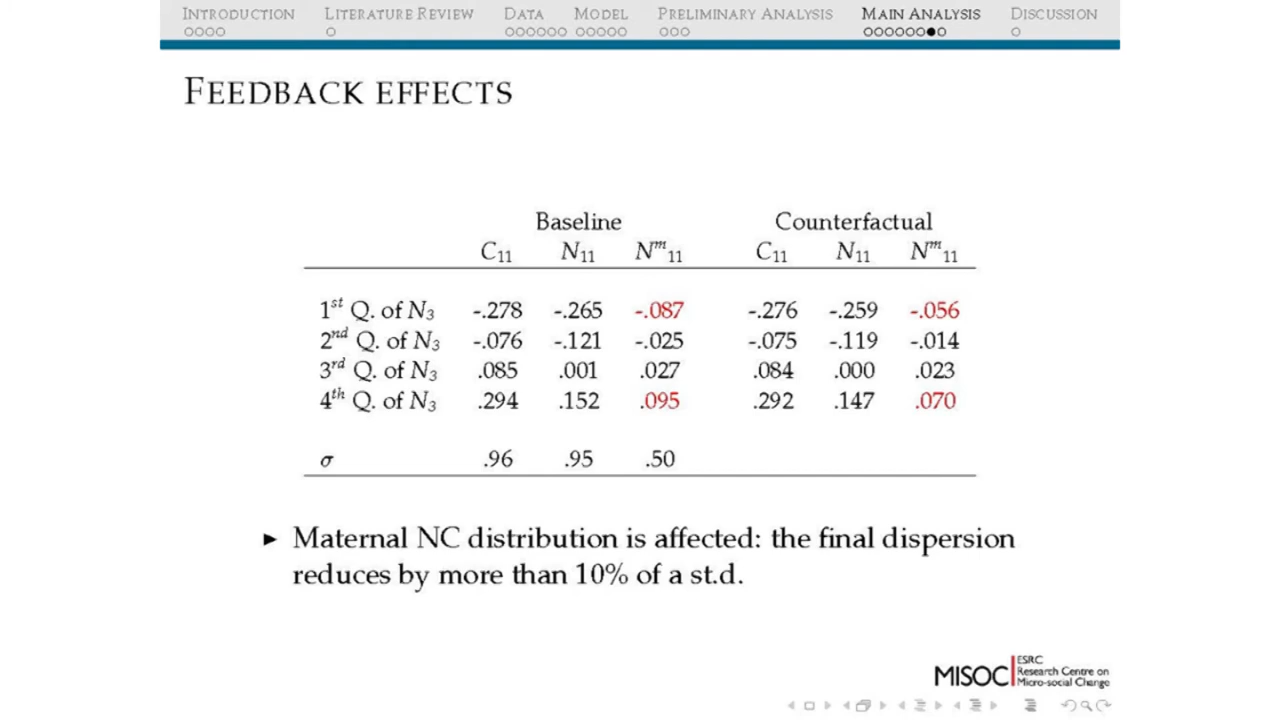 INTRODUCTION LITERATURE REVIEW DATA MODEL PRELIMINARY ANALYSIS MAIN ANALYSIS DISCUSSION
FEEDBACK EFFECTS
Baseline Counterfactual
C₁₁ N₁₁ Nᵐ₁₁ C₁₁ N₁₁ Nᵐ₁₁
1ˢᵗ Q. of N₃ -.278 -.265 -.087 -.276 -.259 -.056
2ⁿᵈ Q. of N₃ -.076 -.121 -.025 -.075 -.119 -.014
3ʳᵈ Q. of N₃ .085 .001 .027 .084 .000 .023
4ᵗʰ Q. of N₃ .294 .152 .095 .292 .147 .070
σ .96 .95 .50
► Maternal NC distribution is affected: the final dispersion
reduces by more than 10% of a st.d.
MISOC ESRC
Research Centre on
Micro-social Change